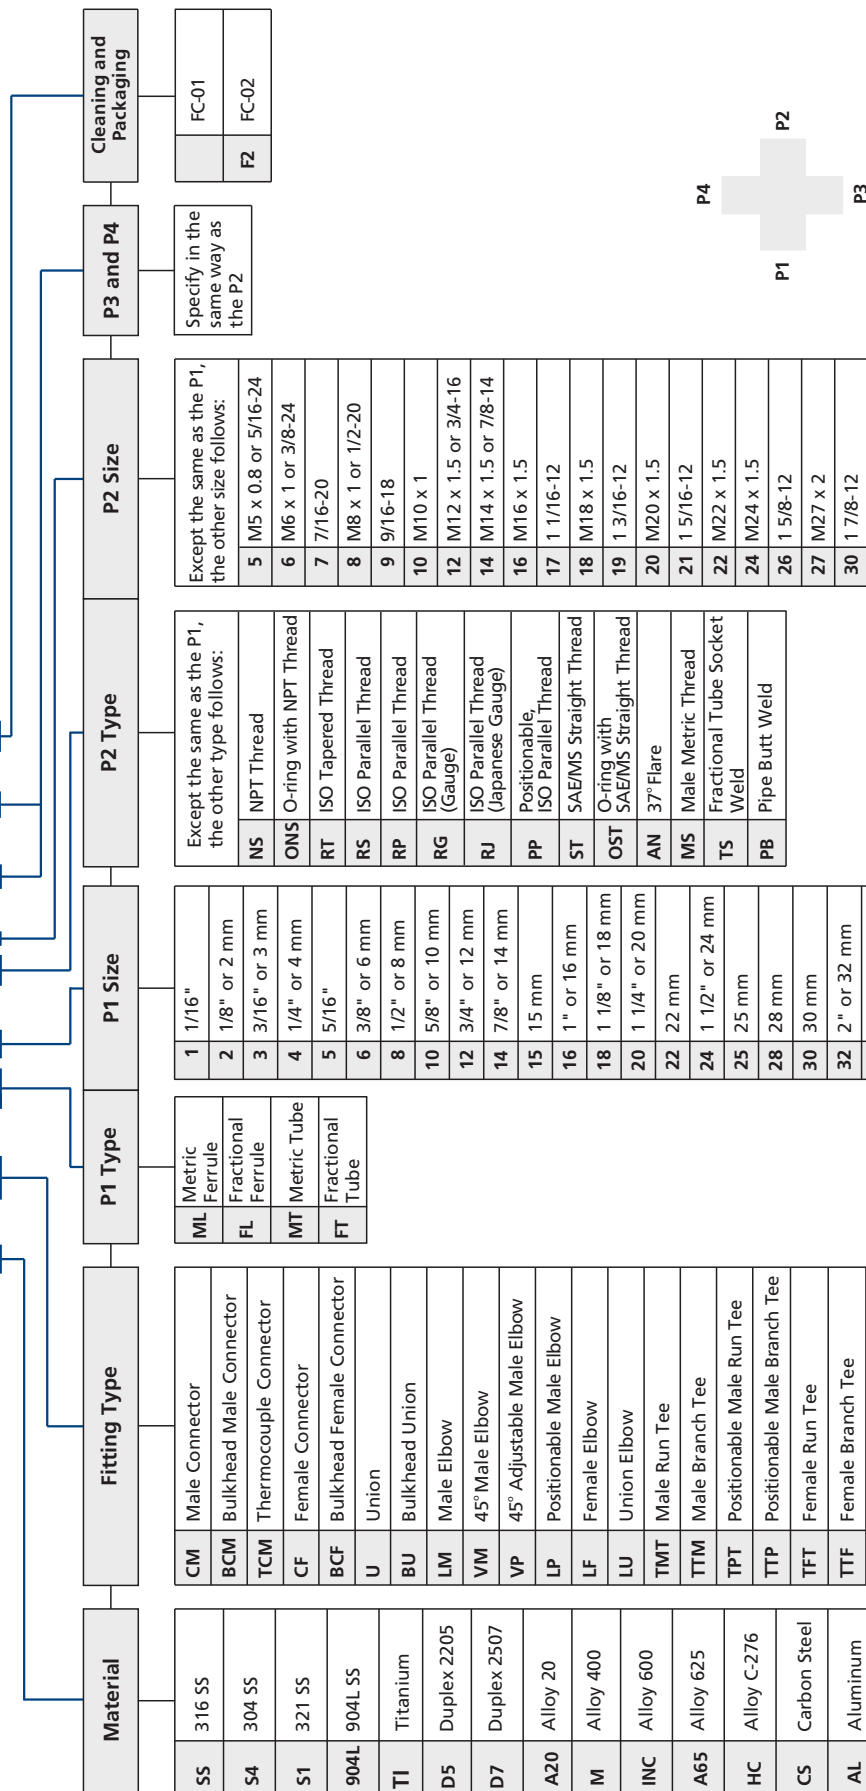 Material
SS 316 SS
S4 304 SS
S1 321 SS
904L 904L SS
TI Titanium
D5 Duplex 2205
D7 Duplex 2507
A20 Alloy 20
M Alloy 400
INC Alloy 600
A65 Alloy 625
HC Alloy C-276
CS Carbon Steel
AL Aluminum
Fitting Type
CM Male Connector
BCM Bulkhead Male Connector
TCM Thermocouple Connector
CF Female Connector
BCF Bulkhead Female Connector
U Union
BU Bulkhead Union
LM Male Elbow
VM 45° Male Elbow
VP 45° Adjustable Male Elbow
LP Positionable Male Elbow
LF Female Elbow
LU Union Elbow
TMT Male Run Tee
TTM Male Branch Tee
TPT Positionable Male Run Tee
TTP Positionable Male Branch Tee
TFT Female Run Tee
TTF Female Branch Tee
P1 Type
ML Metric
Ferrule
FL Fractional
Ferrule
MT Metric Tube
FT Fractional
Tube
P1 Size
1 1/16"
2 1/8" or 2 mm
3 3/16" or 3 mm
4 1/4" or 4 mm
5 5/16"
6 3/8" or 6 mm
8 1/2" or 8 mm
10 5/8" or 10 mm
12 3/4" or 12 mm
14 7/8" or 14 mm
15 15 mm
16 1" or 16 mm
18 1 1/8" or 18 mm
20 1 1/4" or 20 mm
22 22 mm
24 1 1/2" or 24 mm
25 25 mm
28 28 mm
30 30 mm
32 2" or 32 mm
P2 Type
Except the same as the P1,
the other type follows:
NS NPT Thread
ONS O-ring with NPT Thread
RT ISO Tapered Thread
RS ISO Parallel Thread
RP ISO Parallel Thread
RG ISO Parallel Thread
(Gauge)
RJ ISO Parallel Thread
(Japanese Gauge)
PP Positionable,
ISO Parallel Thread
ST SAE/MS Straight Thread
OST O-ring with
SAE/MS Straight Thread
AN 37° Flare
MS Male Metric Thread
TS Fractional Tube Socket
Weld
PB Pipe Butt Weld
P2 Size
Except the same as the P1,
the other size follows:
5 M5 x 0.8 or 5/16-24
6 M6 x 1 or 3/8-24
7 7/16-20
8 M8 x 1 or 1/2-20
9 9/16-18
10 M10 x 1
12 M12 x 1.5 or 3/4-16
14 M14 x 1.5 or 7/8-14
16 M16 x 1.5
17 1 1/16-12
18 M18 x 1.5
19 1 3/16-12
20 M20 x 1.5
21 1 5/16-12
22 M22 x 1.5
24 M24 x 1.5
26 1 5/8-12
27 M27 x 2
30 1 7/8-12
P3 and P4
Specify in the
same way as
the P2
Cleaning and
Packaging
FC-01
F2 FC-02
P4
P1
P2
P3